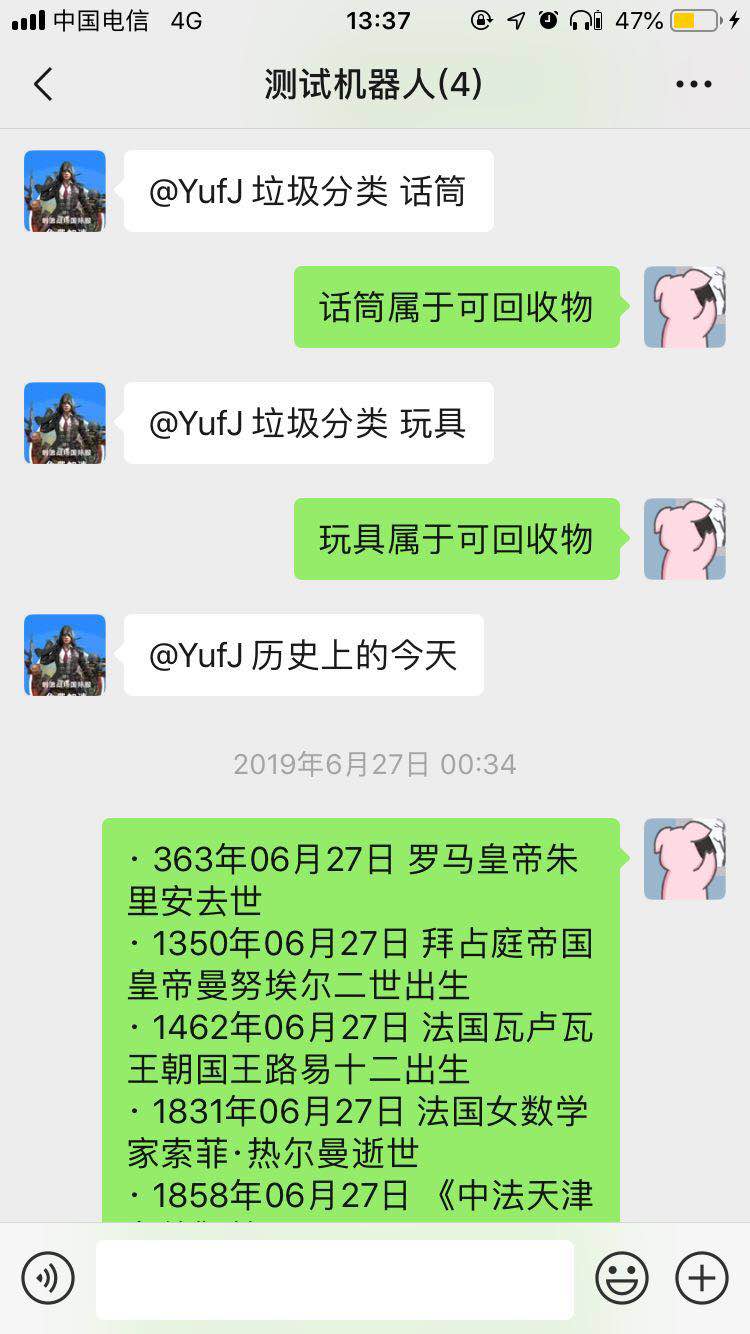 中国电信 4G 13:37 47%
测试机器人(4)
@YufJ 垃圾分类 话筒
话筒属于可回收物
@YufJ 垃圾分类 玩具
玩具属于可回收物
@YufJ 历史上的今天
2019年6月27日 00:34
· 363年06月27日 罗马皇帝朱
里安去世
· 1350年06月27日 拜占庭帝国
皇帝曼努埃尔二世出生
· 1462年06月27日 法国瓦卢瓦
王朝国王路易十二出生
· 1831年06月27日 法国女数学
家索菲·热尔曼逝世
· 1858年06月27日 《中法天津